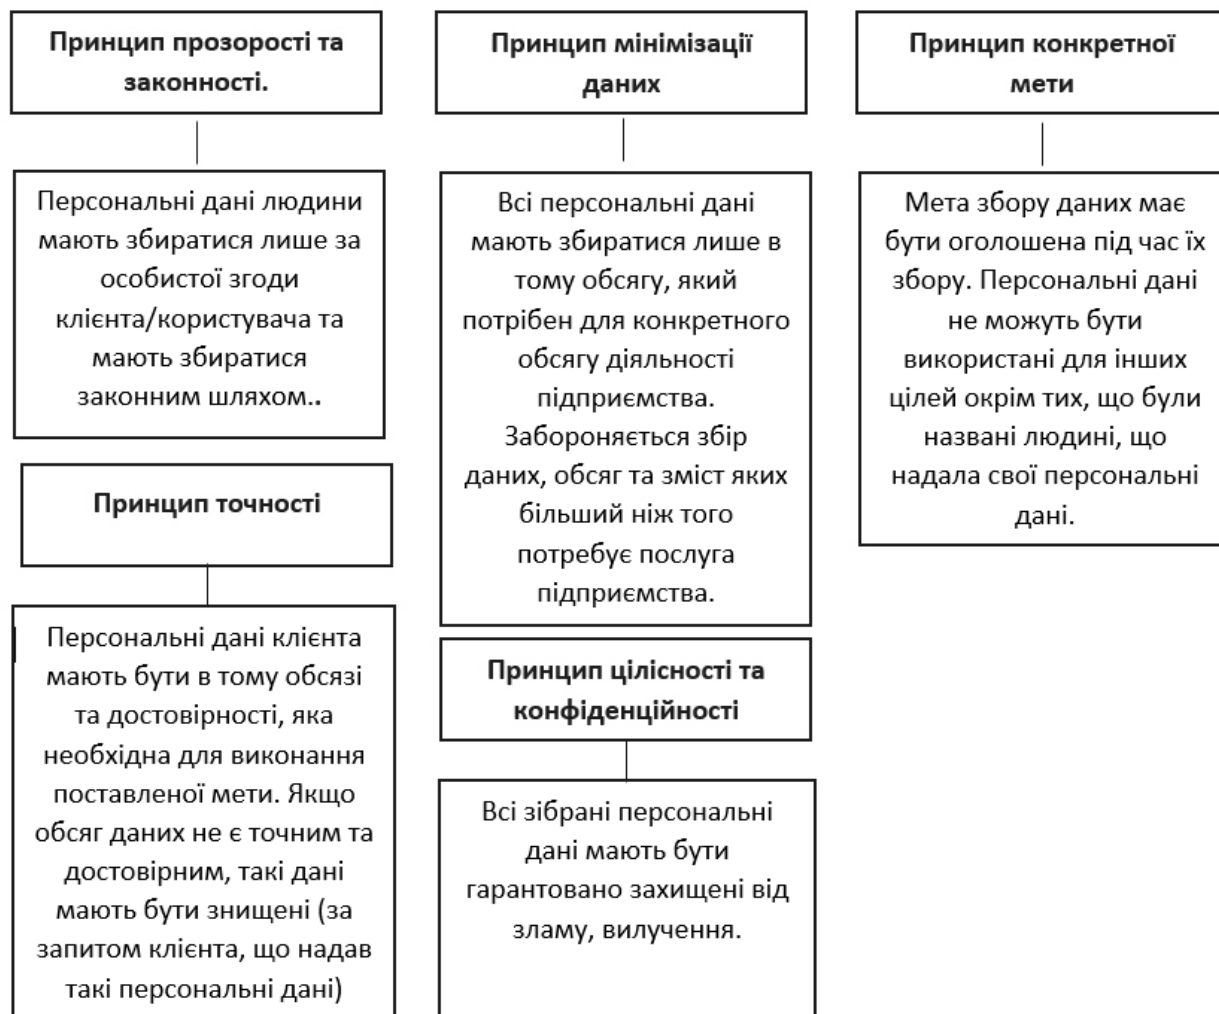 Принцип прозорості та
законності.
Персональні дані людини
мають збиратися лише за
особистої згоди
клієнта/користувача та
мають збиратися
законним шляхом..
Принцип точності
Персональні дані клієнта
мають бути в тому обсязі
та достовірності, яка
необхідна для виконання
поставленої мети. Якщо
обсяг даних не є точним та
достовірним, такі дані
мають бути знищені (за
запитом клієнта, що надав
такі персональні дані)
Принцип мінімізації
даних
Всі персональні дані
мають збиратися лише в
тому обсягу, який
потрібен для конкретного
обсягу діяльності
підприємства.
Забороняється збір
даних, обсяг та зміст яких
більший ніж того
потребує послуга
підприємства.
Принцип цілісності та
конфіденційності
Всі зібрані персональні
дані мають бути
гарантовано захищені від
зламу, вилучення.
Принцип конкретної
мети
Мета збору даних має
бути оголошена під час їх
збору. Персональні дані
не можуть бути
використані для інших
цілей окрім тих, що були
названі людині, що
надала свої персональні
дані.